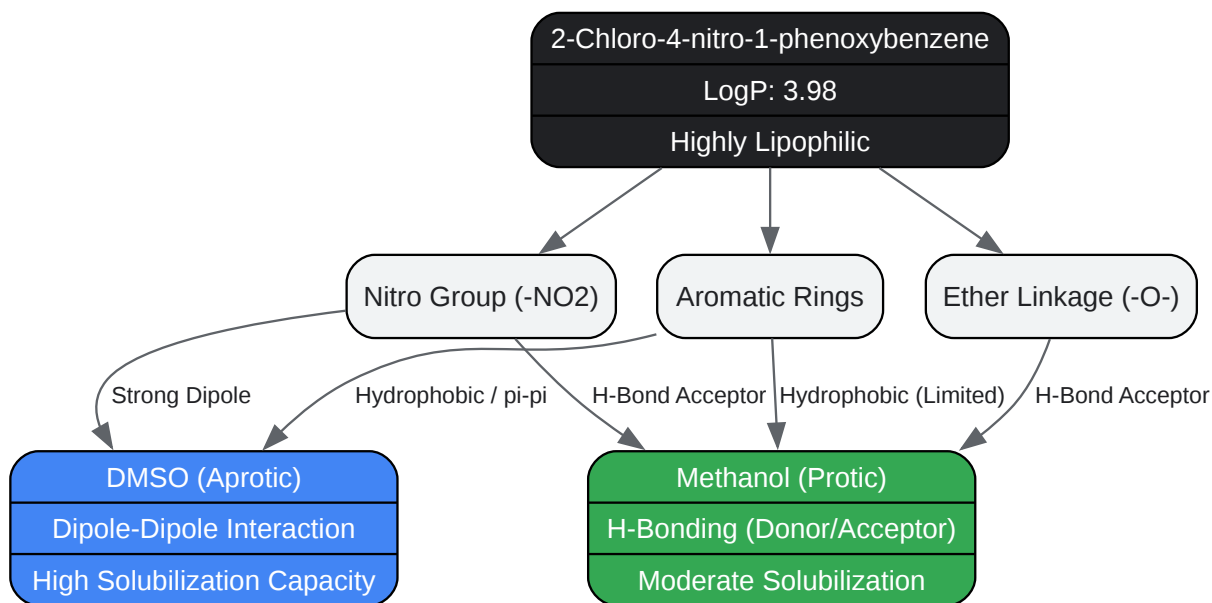 2-Chloro-4-nitro-1-phenoxybenzene
LogP: 3.98
Highly Lipophilic
Nitro Group (-NO2)
Aromatic Rings
Ether Linkage (-O-)
Strong Dipole
Hydrophobic / pi-pi
H-Bond Acceptor
Hydrophobic (Limited)
H-Bond Acceptor
DMSO (Aprotic)
Dipole-Dipole Interaction
High Solubilization Capacity
Methanol (Protic)
H-Bonding (Donor/Acceptor)
Moderate Solubilization